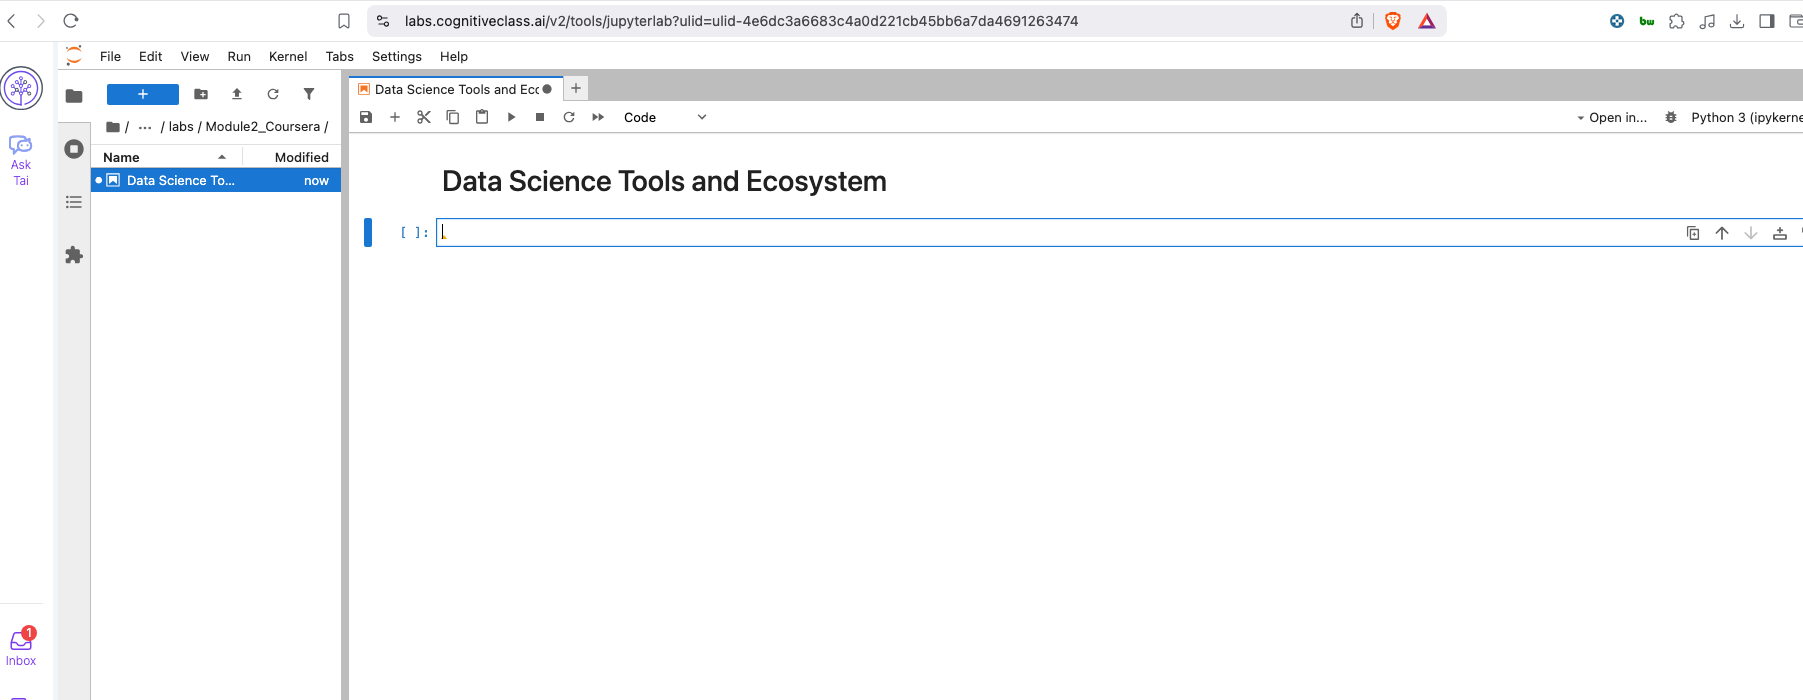 labs.cognitiveclass.ai/v2/tools/jupyterlab?ulid=ulid-4e6dc3a6683c4a0d221cb45bb6a7da4691263474
bw
File Edit View Run Kernel Tabs Settings Help
Ask
Tai
+
/ ... / labs / Module2_Coursera /
Name Modified
Data Science To... now
Data Science Tools and Ecc
+
Code
Open in...
Python 3 (ipykerne
Data Science Tools and Ecosystem
[ ]:
1
Inbox